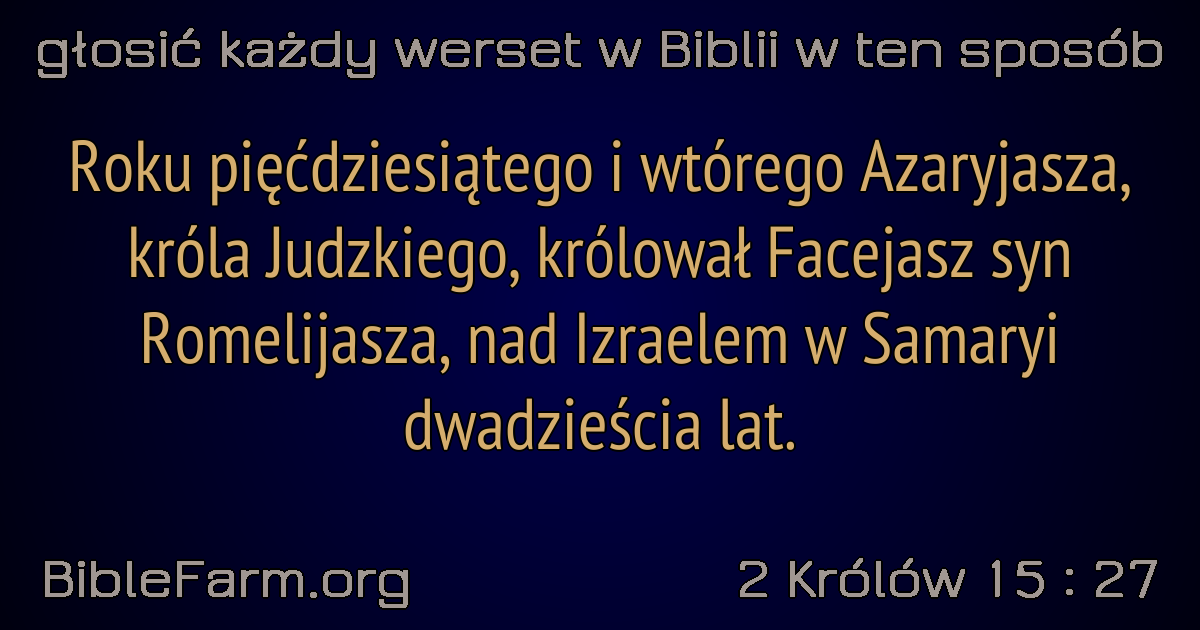 głosić każdy werset w Biblii w ten sposób
Roku pięćdziesiątego i wtórego Azaryjasza,
króla Judzkiego, królował Facejasz syn
Romelijasza, nad Izraelem w Samaryi
dwadzieścia lat.
BibleFarm.org
2 Królów 15 : 27